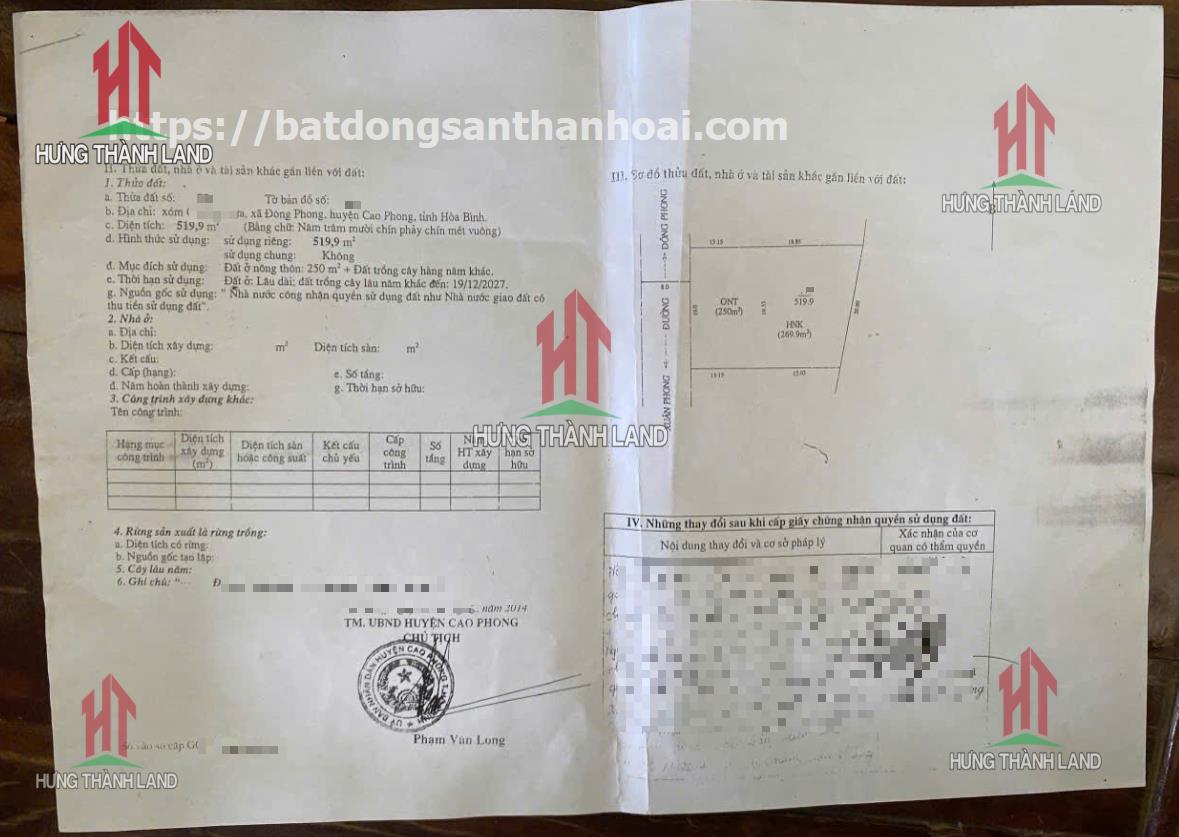 HƯNG THÀNH LAND
https://batdongsanthanhoai.com
II. Thửa đất, nhà ở và tài sản khác gắn liền với đất:
1. Thửa đất:
a. Thửa đất số: Tờ bản đồ số:
b. Địa chỉ: xóm xã Đông Phong, huyện Cao Phong, tỉnh Hòa Bình.
c. Diện tích: 519,9 m² (Bằng chữ: Năm trăm mười chín phảy chín mét vuông)
d. Hình thức sử dụng: sử dụng riêng: 519,9 m²
sử dụng chung: Không
đ. Mục đích sử dụng: Đất ở nông thôn: 250 m² + Đất trồng cây hàng năm khác.
e. Thời hạn sử dụng: Đất ở: Lâu dài; đất trồng cây lâu năm khác đến: 19/12/2027.
g. Nguồn gốc sử dụng: " Nhà nước công nhận quyền sử dụng đất như Nhà nước giao đất có
thu tiền sử dụng đất".
2. Nhà ở:
a. Địa chỉ:
b. Diện tích xây dựng: m² Diện tích sàn: m²
c. Kết cấu:
d. Cấp (hạng): e. Số tầng:
đ. Năm hoàn thành xây dựng: g. Thời hạn sở hữu:
3. Công trình xây dựng khác:
Tên công trình:
Hạng mục công trình
Diện tích xây dựng (m²)
Diện tích sàn hoặc công suất
Kết cấu chủ yếu
Cấp công trình
Số tầng
HT xây dựng
hạn sở hữu
HƯNG THÀNH LAND
4. Rừng sản xuất là rừng trồng:
a. Diện tích có rừng:
b. Nguồn gốc tạo lập:
5. Cây lâu năm:
6. Ghi chú: "
năm 2014
TM. UBND HUYỆN CAO PHONG
CHỦ TỊCH
Phạm Văn Long
Số vào sổ cấp
HƯNG THÀNH LAND
III. Sơ đồ thửa đất, nhà ở và tài sản khác gắn liền với đất:
HƯNG THÀNH LAND
XUÂN PHONG ĐƯỜNG ĐÔNG PHONG
13.15 18.85
ONT
(250m²)
519.9
HNK
(269.9m²)
13.15
IV. Những thay đổi sau khi cấp giấy chứng nhận quyền sử dụng đất:
Nội dung thay đổi và cơ sở pháp lý
Xác nhận của cơ quan có thẩm quyền
HƯNG THÀNH LAND